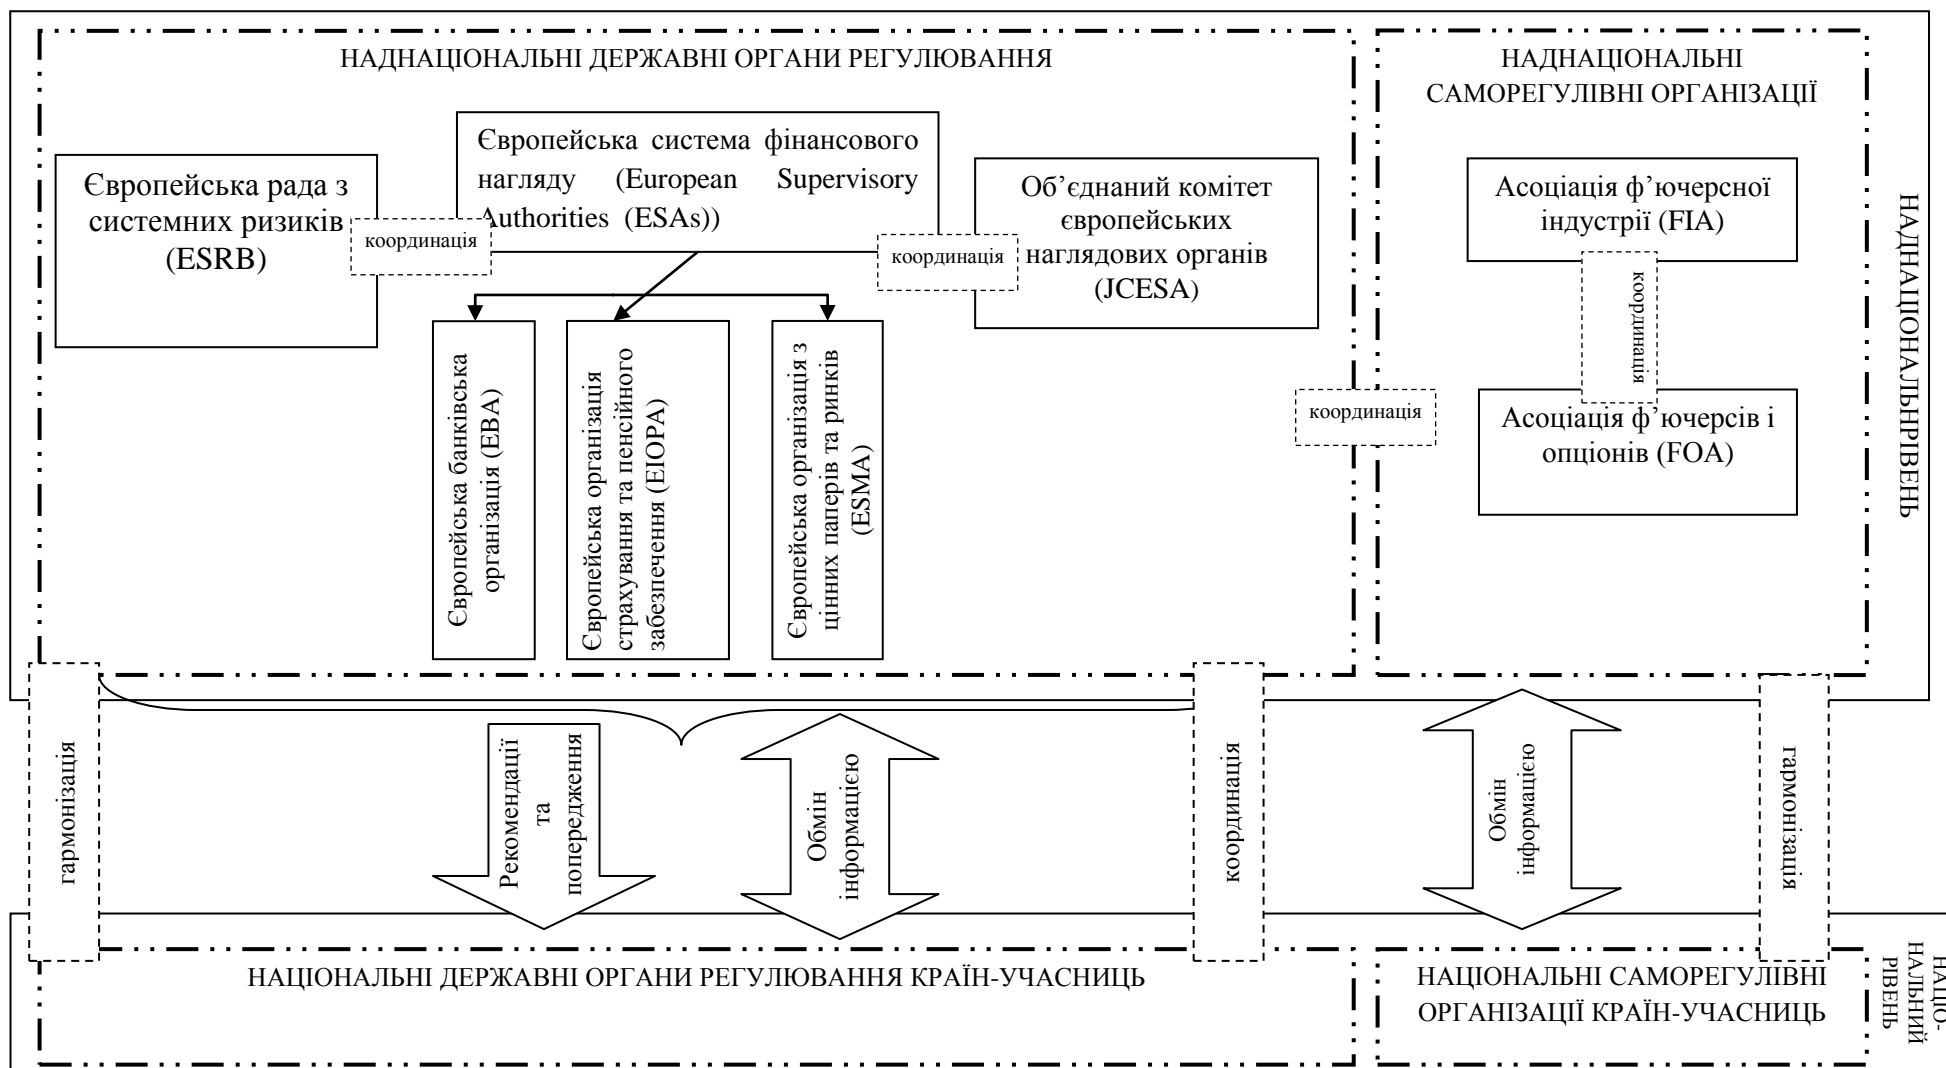 НАДНАЦІОНАЛЬНІ ДЕРЖАВНІ ОРГАНИ РЕГУЛЮВАННЯ
Європейська рада з
системних ризиків
(ESRB)
координація
Європейська система фінансового
нагляду (European Supervisory
Authorities (ESAs))
координація
Об’єднаний комітет
європейських
наглядових органів
(JCESA)
Європейська банківська
організація (EBA)
Європейська організація
страхування та пенсійного
забезпечення (EIOPA)
Європейська організація з
цінних паперів та ринків
(ESMA)
координація
НАДНАЦІОНАЛЬНІ
САМОРЕГУЛІВНІ ОРГАНІЗАЦІЇ
Асоціація ф’ючерсної
індустрії (FIA)
координація
Асоціація ф’ючерсів і
опціонів (FOA)
НАДНАЦІОНАЛЬНРІВЕНЬ
гармонізація
Рекомендації
та
попередження
Обмін
інформацією
координація
Обмін
інформацією
гармонізація
НАЦІОНАЛЬНІ ДЕРЖАВНІ ОРГАНИ РЕГУЛЮВАННЯ КРАЇН-УЧАСНИЦЬ
НАЦІОНАЛЬНІ САМОРЕГУЛІВНІ
ОРГАНІЗАЦІЇ КРАЇН-УЧАСНИЦЬ
НАЦІО-
НАЛЬНИЙ
РІВЕНЬ